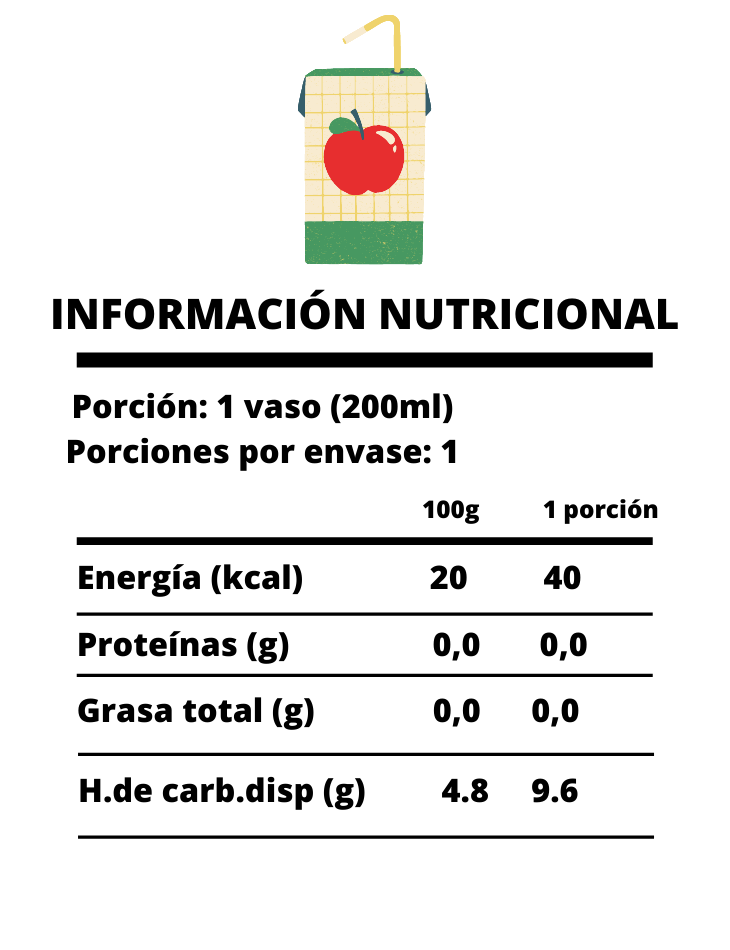 INFORMACIÓN NUTRICIONAL
Porción: 1 vaso (200ml)
Porciones por envase: 1
100g 1 porción
Energía (kcal) 20 40
Proteínas (g) 0,0 0,0
Grasa total (g) 0,0 0,0
H.de carb.disp (g) 4.8 9.6